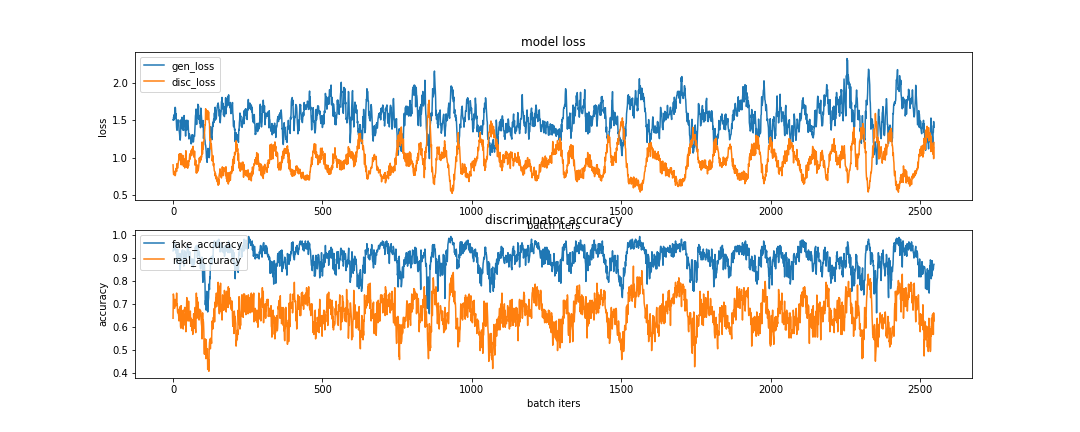 model loss
gen_loss
disc_loss
2.0
1.5
1.0
0.5
loss
0
500
1000
1500
2000
2500
batch iters
discriminator accuracy
fake_accuracy
real_accuracy
1.0
0.9
0.8
0.7
0.6
0.5
0.4
accuracy
0
500
1000
1500
2000
2500
batch iters